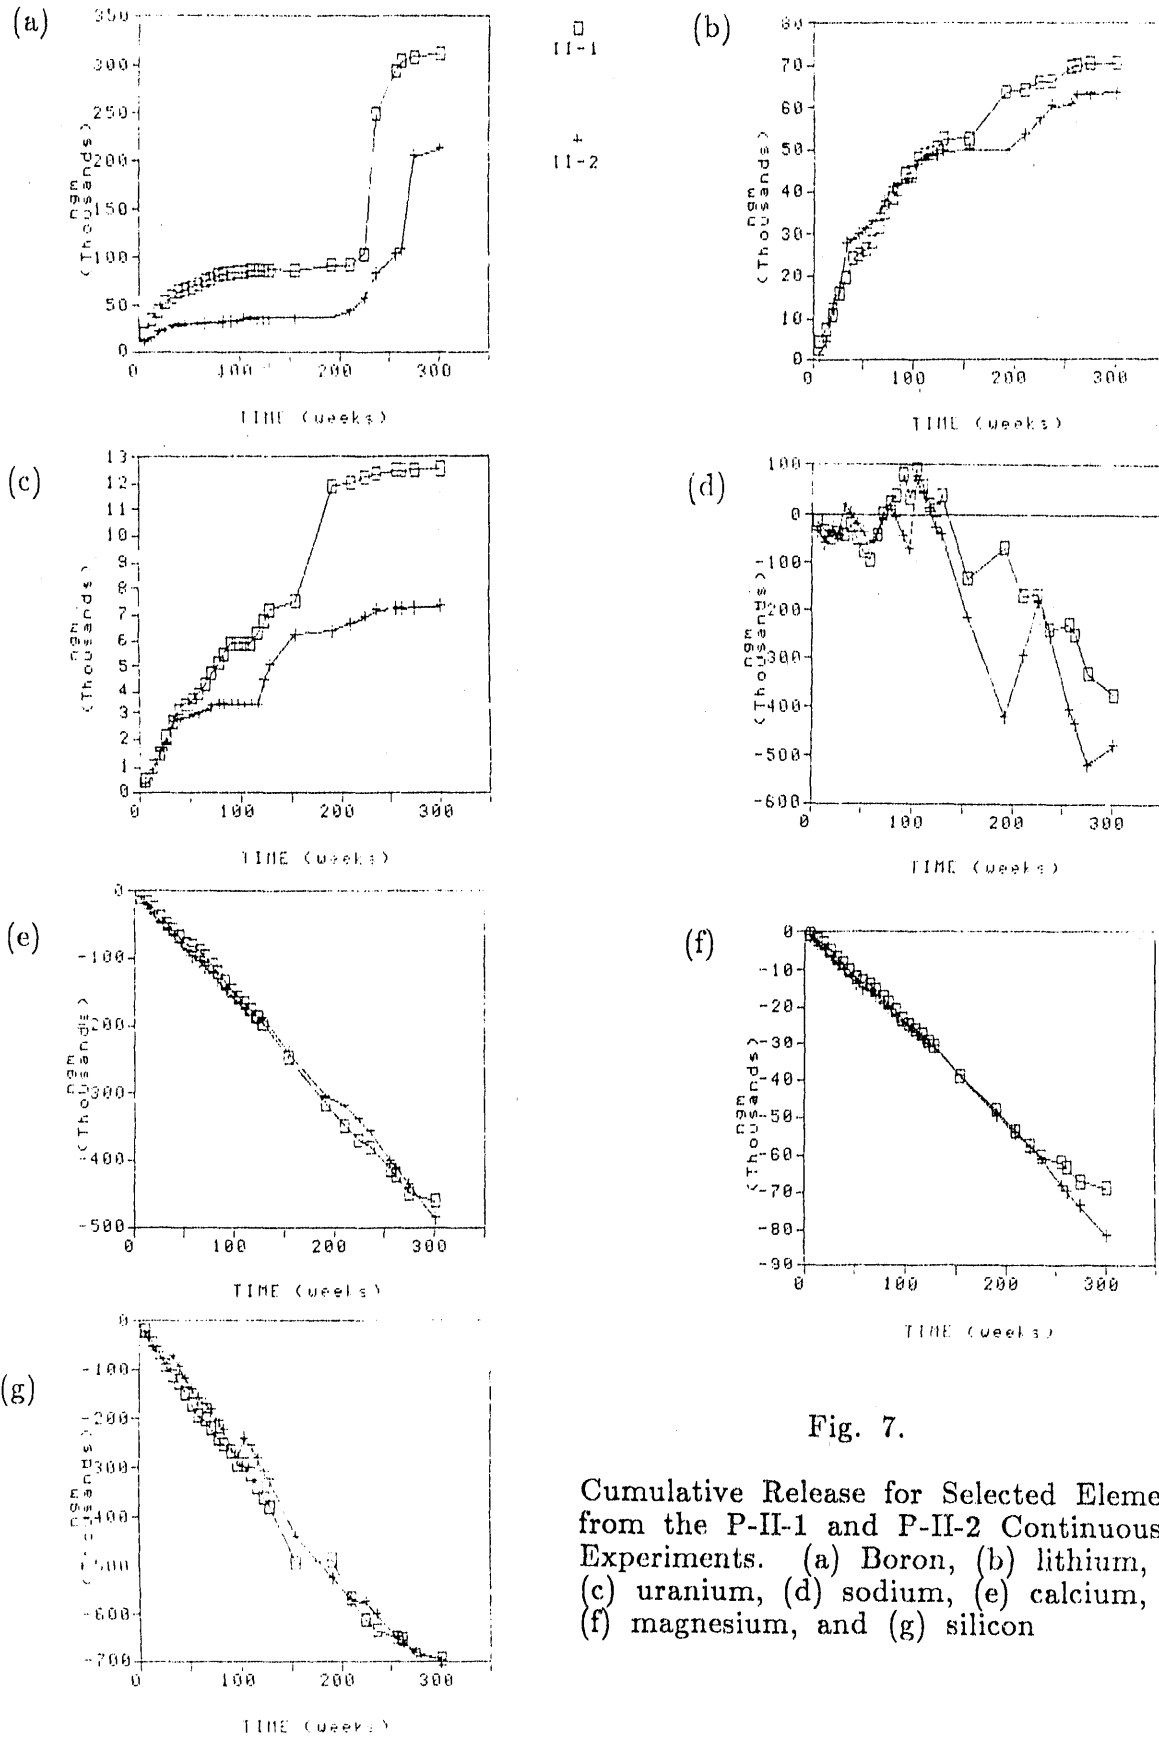 (a)
350
300
250
200
150
100
50
0
ngm
(Thousands)
0 100 200 300
TIME (weeks)
II-1
II-2
(b)
80
70
60
50
40
30
20
10
0
ngm
(Thousands)
0 100 200 300
TIME (weeks)
(c)
13
12
11
10
9
8
7
6
5
4
3
2
1
0
ngm
(Thousands)
0 100 200 300
TIME (weeks)
(d)
100
0
100
-200
-300
-400
-500
-600
ngm
(Thousands)
0 100 200 300
TIME (weeks)
(e)
0
-100
-200
-300
-400
-500
ngm
(Thousands)
0 100 200 300
TIME (weeks)
(f)
0
-10
-20
-30
-40
-50
-60
-70
-80
-90
ngm
(Thousands)
0 100 200 300
TIME (weeks)
(g)
0
-100
-200
-300
-400
-500
-600
-700
ngm
(Thousands)
0 100 200 300
TIME (weeks)
Fig. 7.
Cumulative Release for Selected Eleme
from the P-II-1 and P-II-2 Continuous
Experiments. (a) Boron, (b) lithium,
(c) uranium, (d) sodium, (e) calcium,
(f) magnesium, and (g) silicon